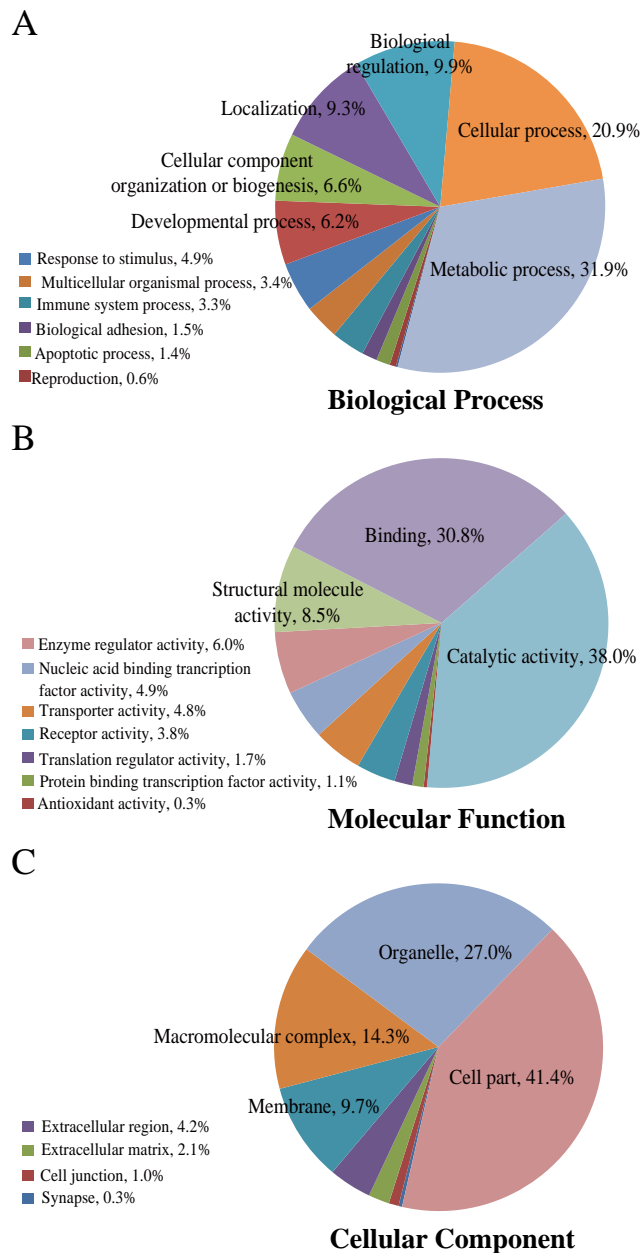 A
Biological
regulation, 9.9%
Cellular process, 20.9%
Localization, 9.3%
Cellular component
organization or biogenesis, 6.6%
Developmental process, 6.2%
Metabolic process, 31.9%
Response to stimulus, 4.9%
Multicellular organismal process, 3.4%
Immune system process, 3.3%
Biological adhesion, 1.5%
Apoptotic process, 1.4%
Reproduction, 0.6%
Biological Process
B
Binding, 30.8%
Structural molecule
activity, 8.5%
Catalytic activity, 38.0%
Enzyme regulator activity, 6.0%
Nucleic acid binding trancription
factor activity, 4.9%
Transporter activity, 4.8%
Receptor activity, 3.8%
Translation regulator activity, 1.7%
Protein binding transcription factor activity, 1.1%
Antioxidant activity, 0.3%
Molecular Function
C
Organelle, 27.0%
Macromolecular complex, 14.3%
Cell part, 41.4%
Membrane, 9.7%
Extracellular region, 4.2%
Extracellular matrix, 2.1%
Cell junction, 1.0%
Synapse, 0.3%
Cellular Component